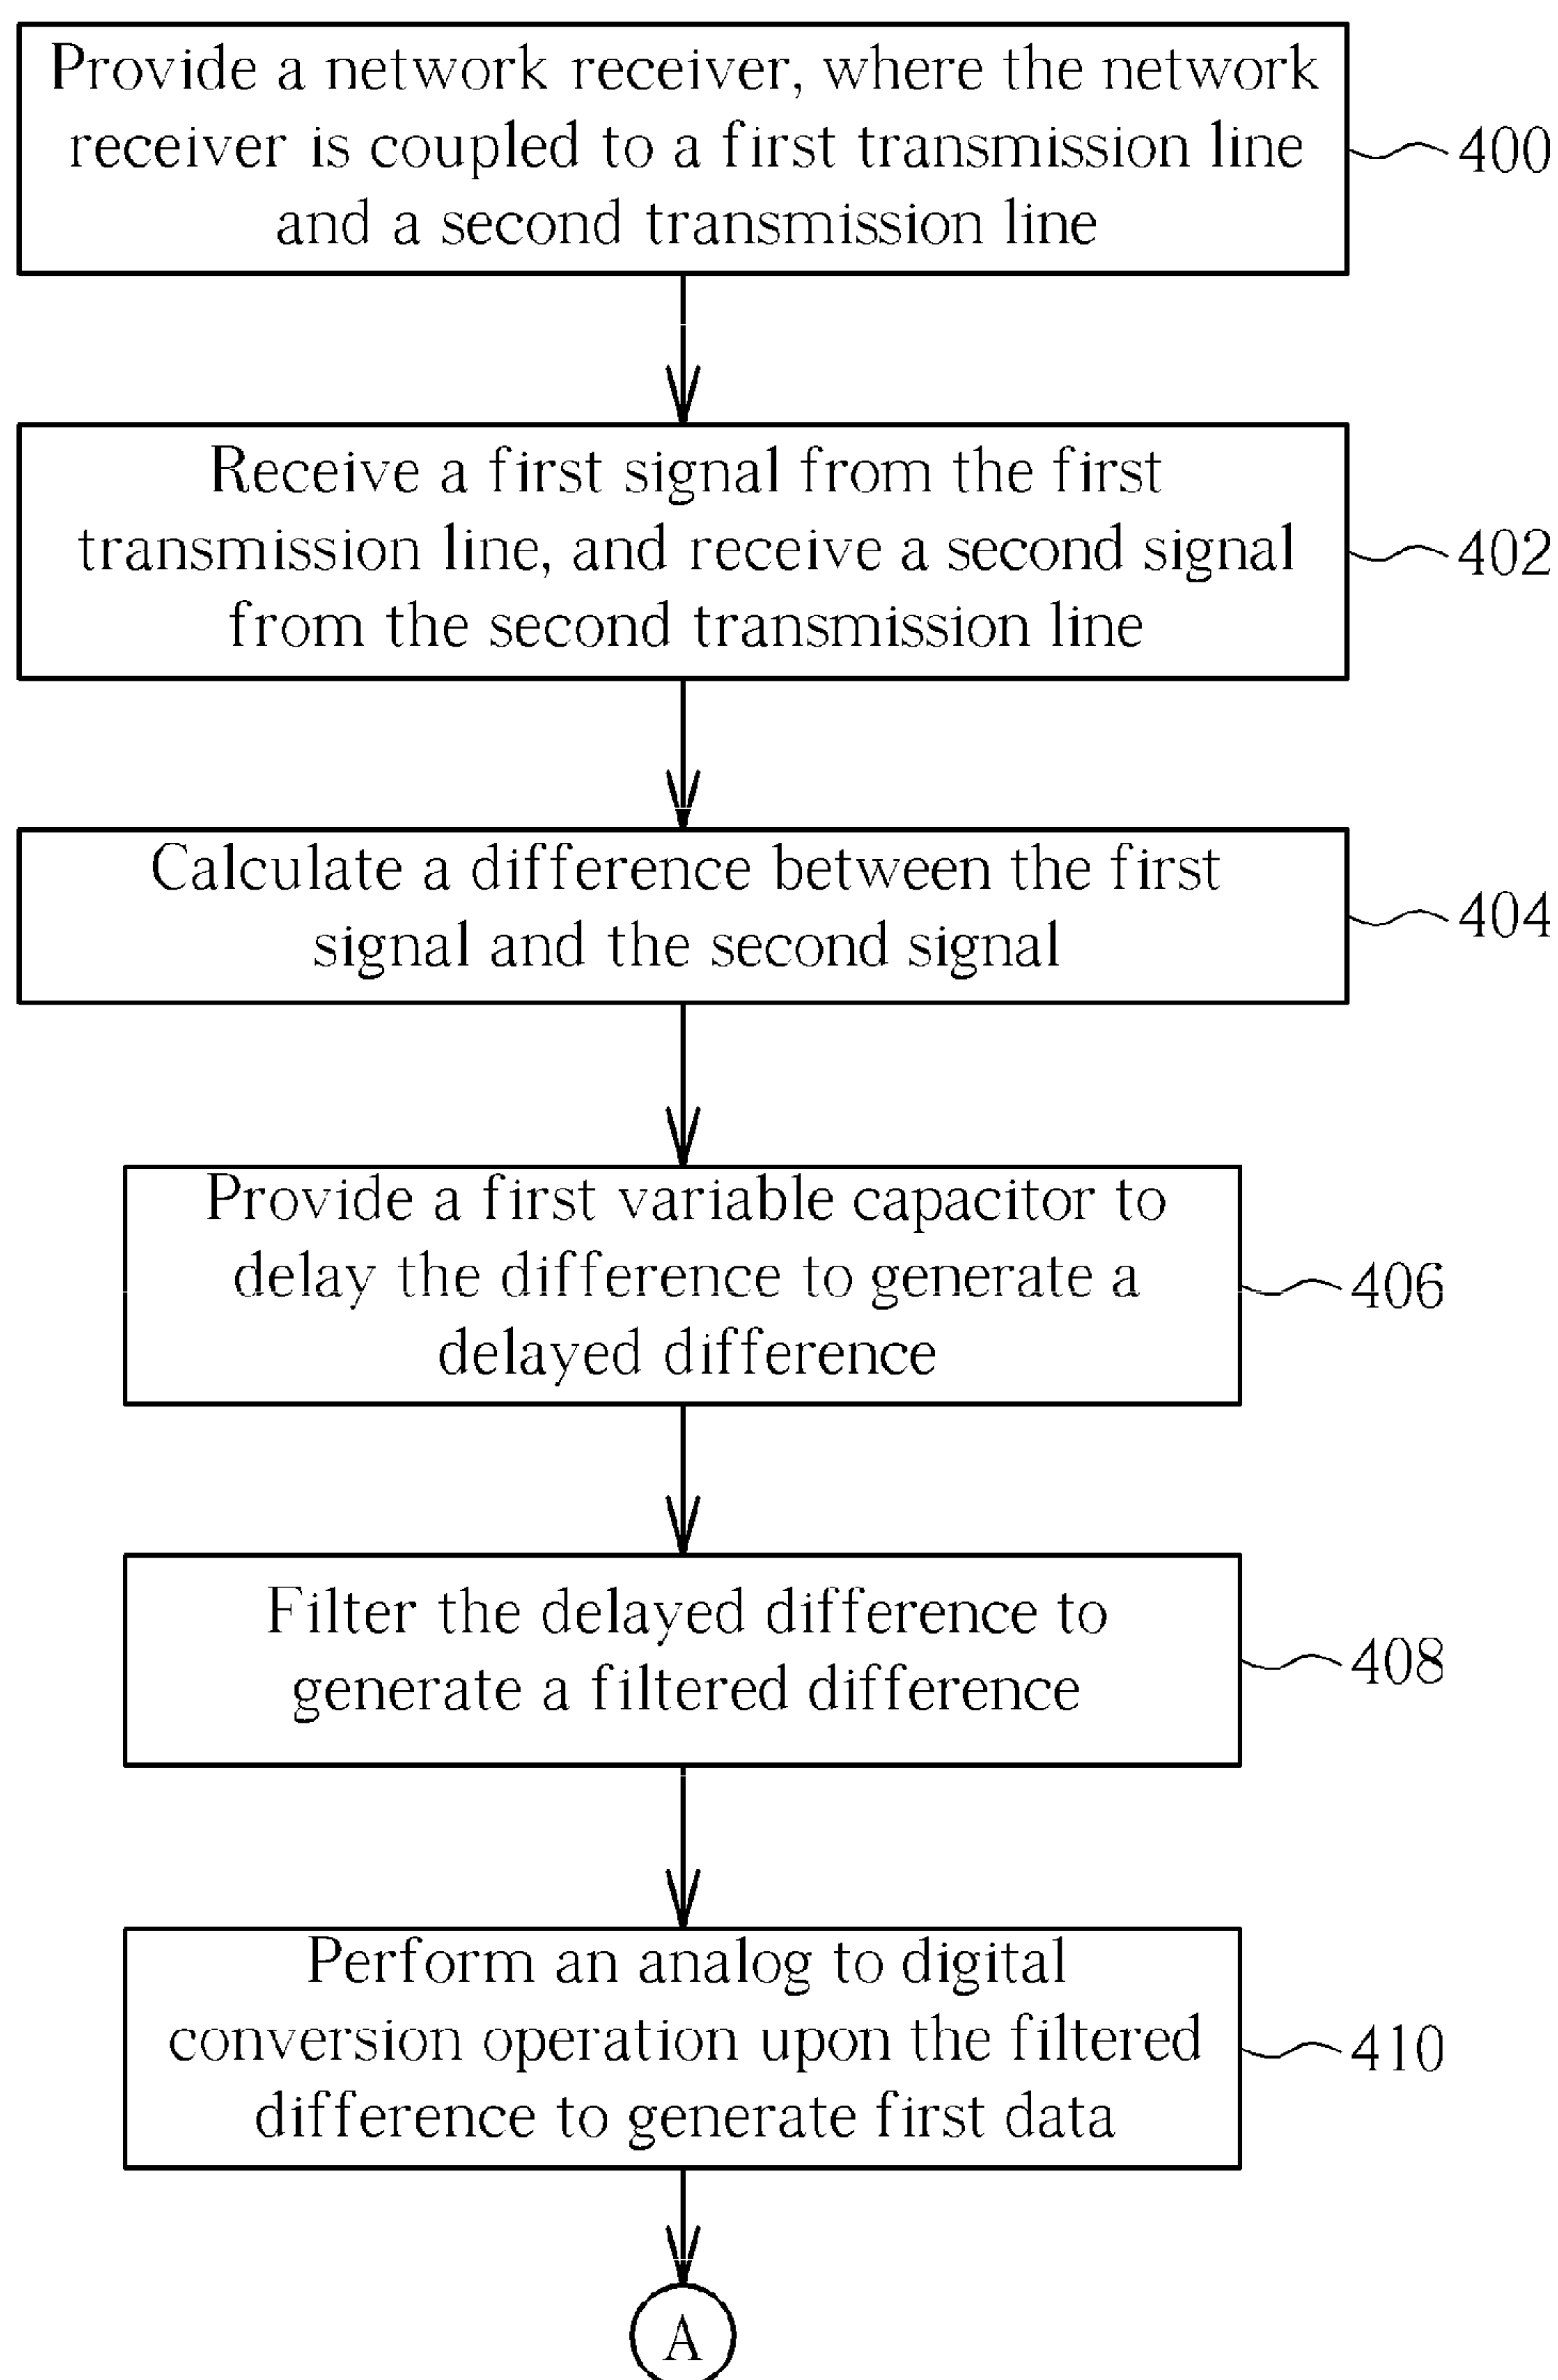 Provide a network receiver, where the network
receiver is coupled to a first transmission line
and a second transmission line
400
Receive a first signal from the first
transmission line, and receive a second signal
from the second transmission line
402
Calculate a difference between the first
signal and the second signal
404
Provide a first variable capacitor to
delay the difference to generate a
delayed difference
406
Filter the delayed difference to
generate a filtered difference
408
Perform an analog to digital
conversion operation upon the filtered
difference to generate first data
410
A